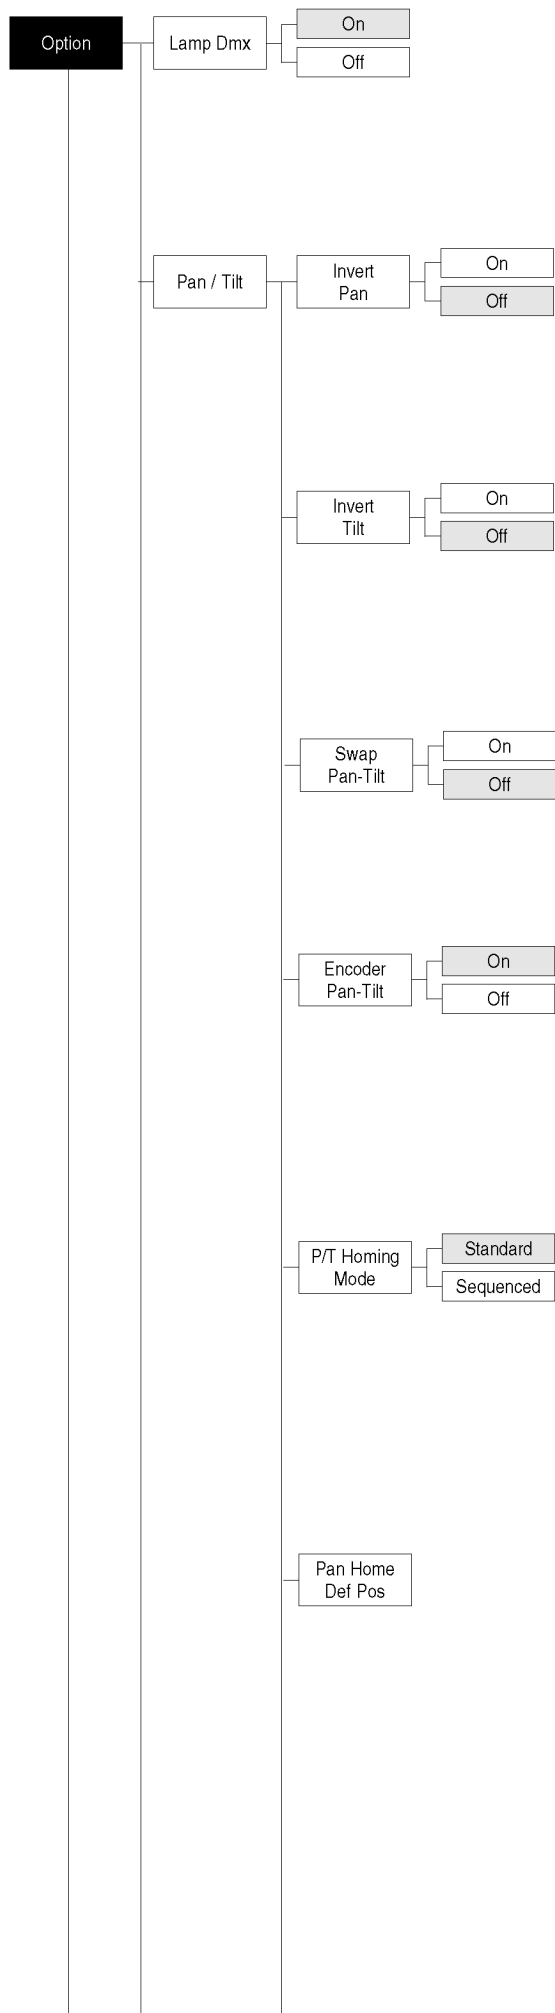 Option
Lamp Dmx
On
Off
Pan / Tilt
Invert
Pan
On
Off
Invert
Tilt
On
Off
Swap
Pan-Tilt
On
Off
Encoder
Pan-Tilt
On
Off
P/T Homing
Mode
Standard
Sequenced
Pan Home
Def Pos